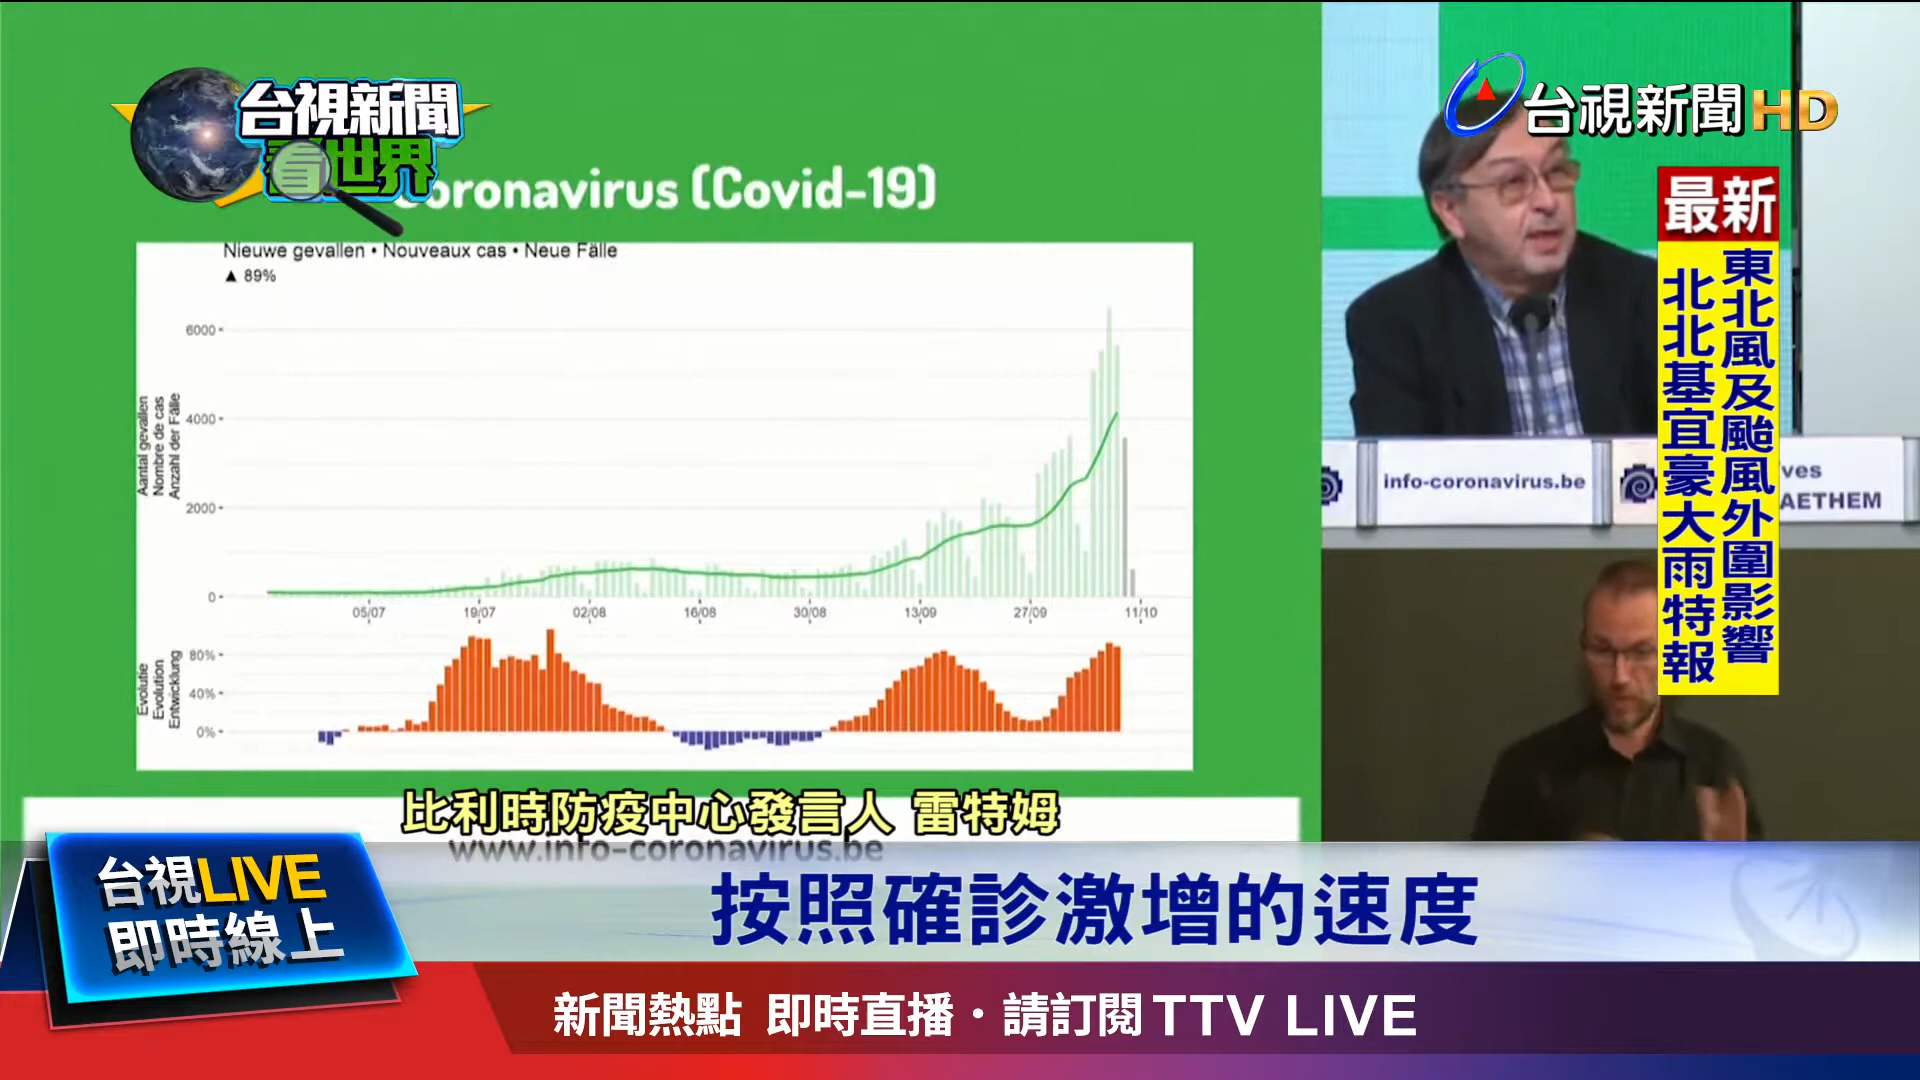 台視新聞
看世界
台視新聞 HD
oronavirus (Covid-19)
Nieuwe gevallen • Nouveaux cas • Neue Fälle
▲ 89%
Aantal gevallen
Nombre de cas
Anzahl der Fälle
6000
4000
2000
0
05/07 19/07 02/08 16/08 30/08 13/09 27/09 11/10
Evolutie
Evolution
Entwicklung
80%
40%
0%
最新
東北風及颱風外圍影響
北北基宜豪大雨特報
info-coronavirus.be
ves
AETHEM
比利時防疫中心發言人 雷特姆
www.info-coronavirus.be
台視LIVE
即時線上
按照確診激增的速度
新聞熱點 即時直播・請訂閱TTV LIVE